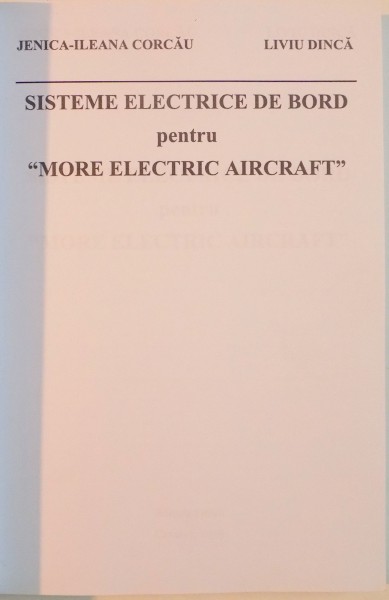 JENICA-ILEANA CORCĂU LIVIU DINCĂ
SISTEME ELECTRICE DE BORD
pentru
“MORE ELECTRIC AIRCRAFT”